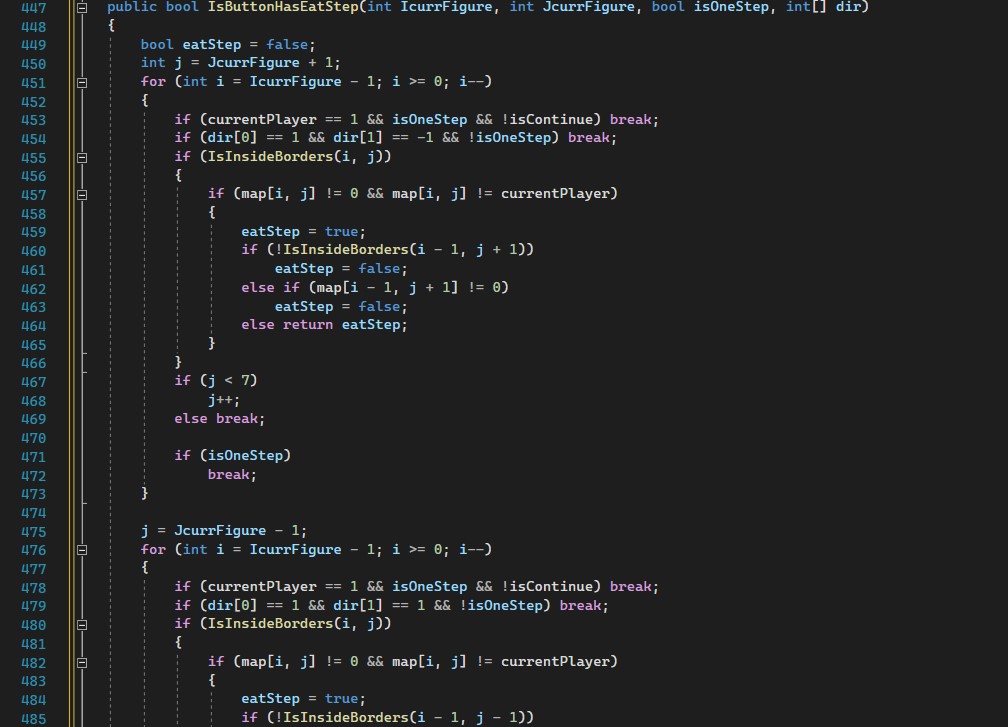 447 public bool IsButtonHasEatStep(int IcurrFigure, int JcurrFigure, bool isOneStep, int[] dir)
448 {
449 bool eatStep = false;
450 int j = JcurrFigure + 1;
451 for (int i = IcurrFigure - 1; i >= 0; i--)
452 {
453 if (currentPlayer == 1 && isOneStep && !isContinue) break;
454 if (dir[0] == 1 && dir[1] == -1 && !isOneStep) break;
455 if (IsInsideBorders(i, j))
456 {
457 if (map[i, j] != 0 && map[i, j] != currentPlayer)
458 {
459 eatStep = true;
460 if (!IsInsideBorders(i - 1, j + 1))
461 eatStep = false;
462 else if (map[i - 1, j + 1] != 0)
463 eatStep = false;
464 else return eatStep;
465 }
466 }
467 if (j < 7)
468 j++;
469 else break;
470
471 if (isOneStep)
472 break;
473 }
474
475 j = JcurrFigure - 1;
476 for (int i = IcurrFigure - 1; i >= 0; i--)
477 {
478 if (currentPlayer == 1 && isOneStep && !isContinue) break;
479 if (dir[0] == 1 && dir[1] == 1 && !isOneStep) break;
480 if (IsInsideBorders(i, j))
481 {
482 if (map[i, j] != 0 && map[i, j] != currentPlayer)
483 {
484 eatStep = true;
485 if (!IsInsideBorders(i - 1, j - 1))